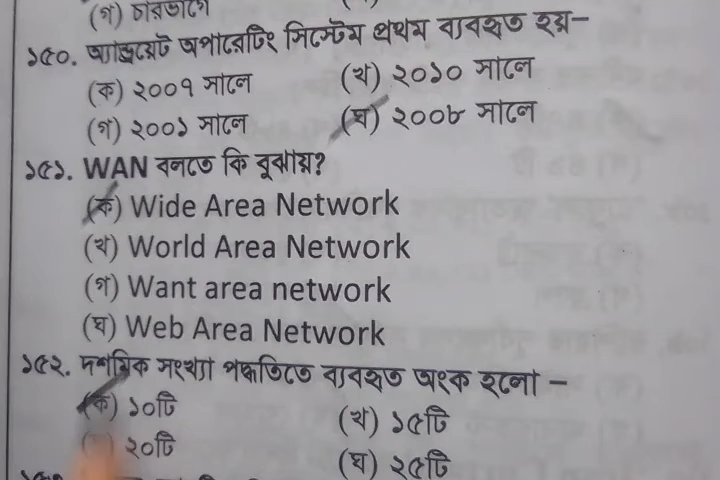 (গ) চারভাগে
১৫০. অ্যান্ড্রয়েট অপারেটিং সিস্টেম প্রথম ব্যবহৃত হয়–
(ক) ২০০৭ সালে (খ) ২০১০ সালে
(গ) ২০০১ সালে (ঘ) ২০০৮ সালে
১৫১. WAN বলতে কি বুঝায়?
(ক) Wide Area Network
(খ) World Area Network
(গ) Want area network
(ঘ) Web Area Network
১৫২. দশমিক সংখ্যা পদ্ধতিতে ব্যবহৃত অংক হলো –
(ক) ১০টি (খ) ১৫টি
২০টি (ঘ) ২৫টি